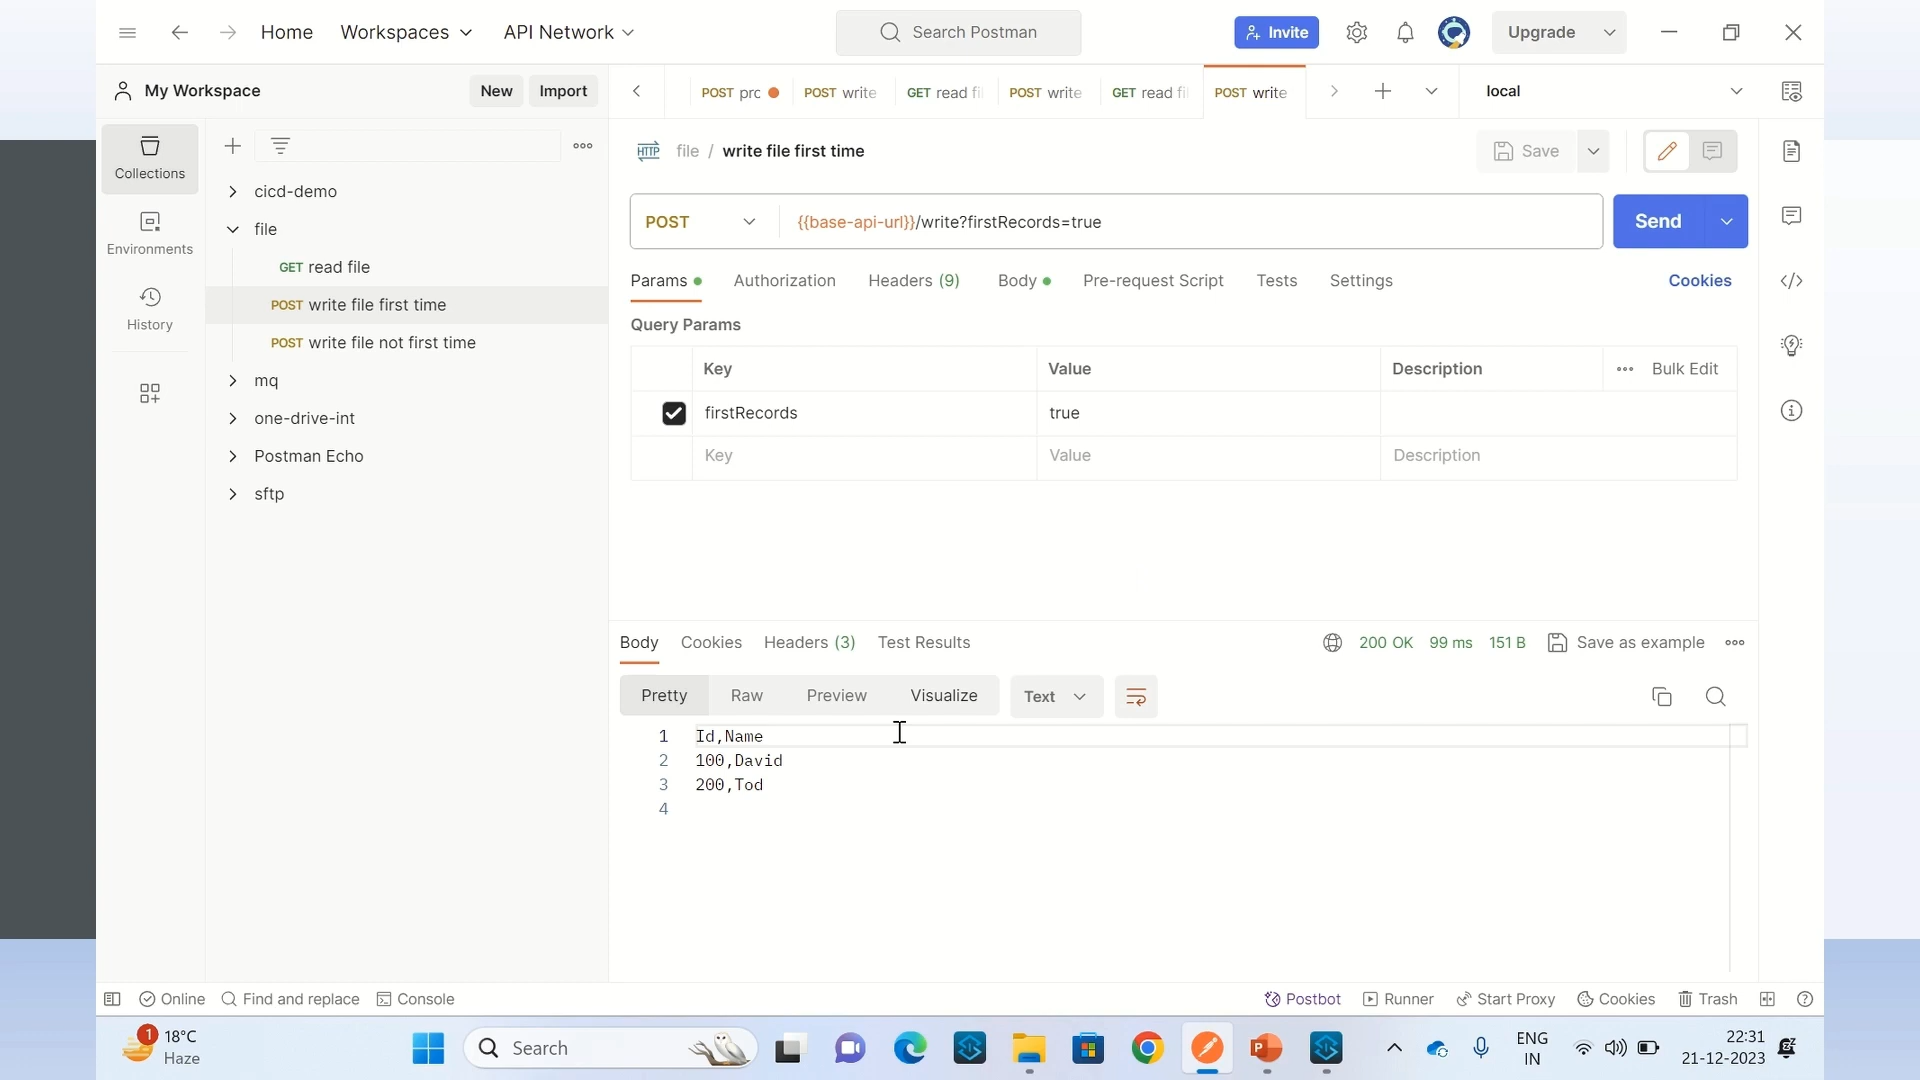 Home Workspaces API Network Search Postman Invite Upgrade
My Workspace New Import POST prc POST write GET read fi POST write GET read fi POST write local
file / write file first time Save
Collections
cicd-demo
file
POST {{base-api-url}}/write?firstRecords=true Send
Environments
GET read file
Params Authorization Headers (9) Body Pre-request Script Tests Settings Cookies
POST write file first time
History
Query Params
POST write file not first time
Key Value Description Bulk Edit
mq
firstRecords true
one-drive-int
Key Value Description
Postman Echo
sftp
Body Cookies Headers (3) Test Results 200 OK 99 ms 151 B Save as example
Pretty Raw Preview Visualize Text
1 Id,Name
2 100,David
3 200,Tod
4
Online Find and replace Console Postbot Runner Start Proxy Cookies Trash
1 18°C
Haze
Search
ENG
IN
22:31
21-12-2023